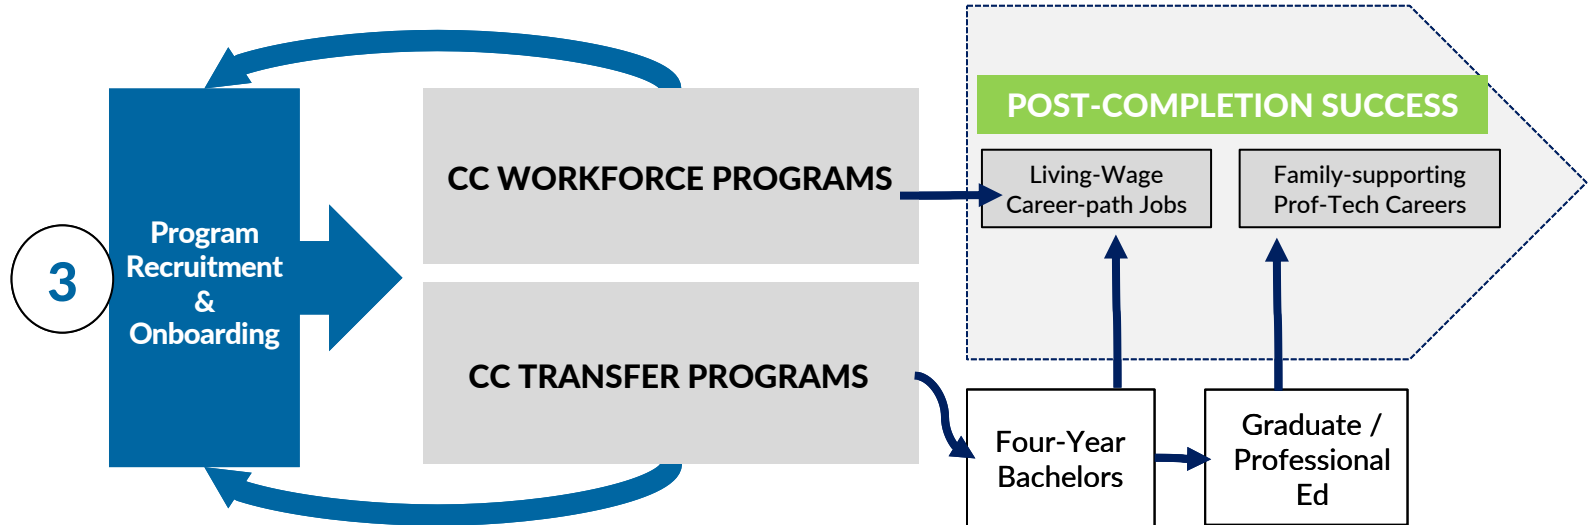 3
Program
Recruitment
&
Onboarding
CC WORKFORCE PROGRAMS
CC TRANSFER PROGRAMS
POST-COMPLETION SUCCESS
Living-Wage
Career-path Jobs
Family-supporting
Prof-Tech Careers
Four-Year
Bachelors
Graduate /
Professional
Ed